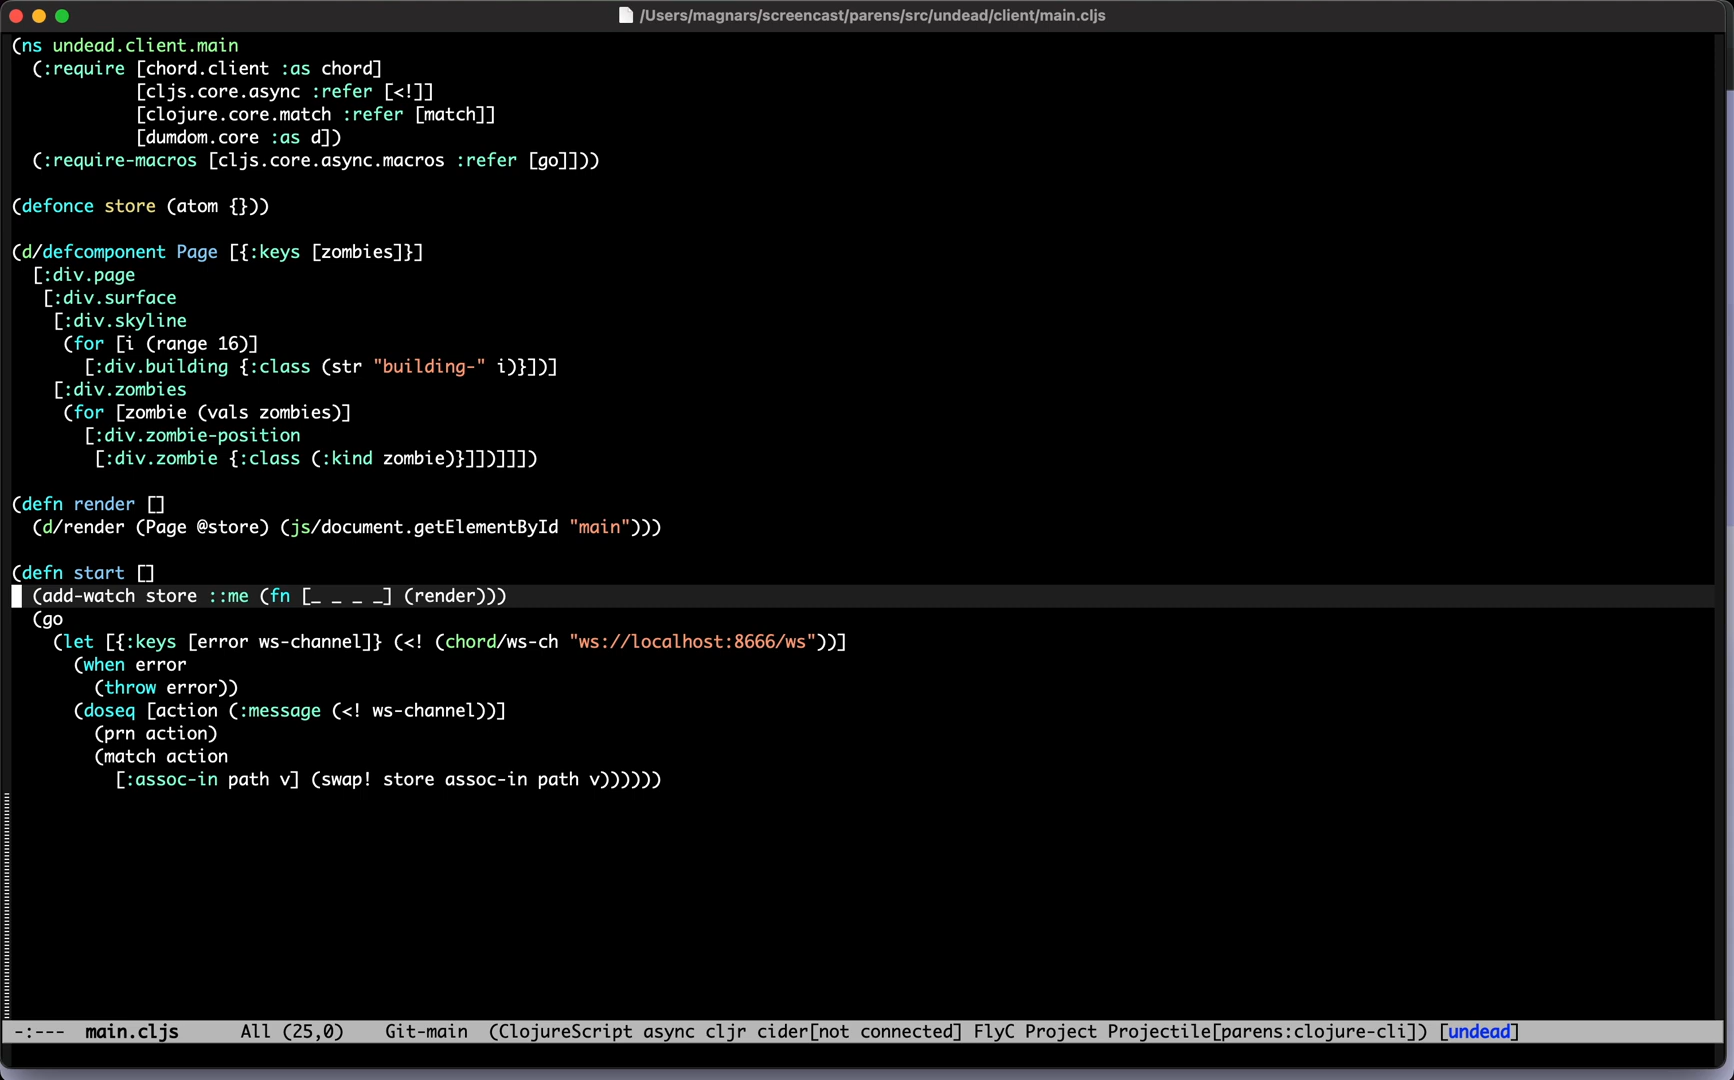 /Users/magnars/screencast/parens/src/undead/client/main.cljs
(ns undead.client.main
  (:require [chord.client :as chord]
            [cljs.core.async :refer [<!]]
            [clojure.core.match :refer [match]]
            [dumdom.core :as d])
  (:require-macros [cljs.core.async.macros :refer [go]]))

(defonce store (atom {}))

(d/defcomponent Page [{:keys [zombies]}]
  [:div.page
   [:div.surface
    [:div.skyline
     (for [i (range 16)]
       [:div.building {:class (str "building-" i)}])]
    [:div.zombies
     (for [zombie (vals zombies)]
       [:div.zombie-position
        [:div.zombie {:class (:kind zombie)}]])]]])

(defn render []
  (d/render (Page @store) (js/document.getElementById "main")))

(defn start []
  (add-watch store ::me (fn [_ _ _ _] (render)))
  (go
    (let [{:keys [error ws-channel]} (<! (chord/ws-ch "ws://localhost:8666/ws"))]
      (when error
        (throw error))
      (doseq [action (:message (<! ws-channel))]
        (prn action)
        (match action
          [:assoc-in path v] (swap! store assoc-in path v))))))
-:---  main.cljs      All (25,0)    Git-main  (ClojureScript async cljr cider[not connected] FlyC Project Projectile[parens:clojure-cli]) [undead]